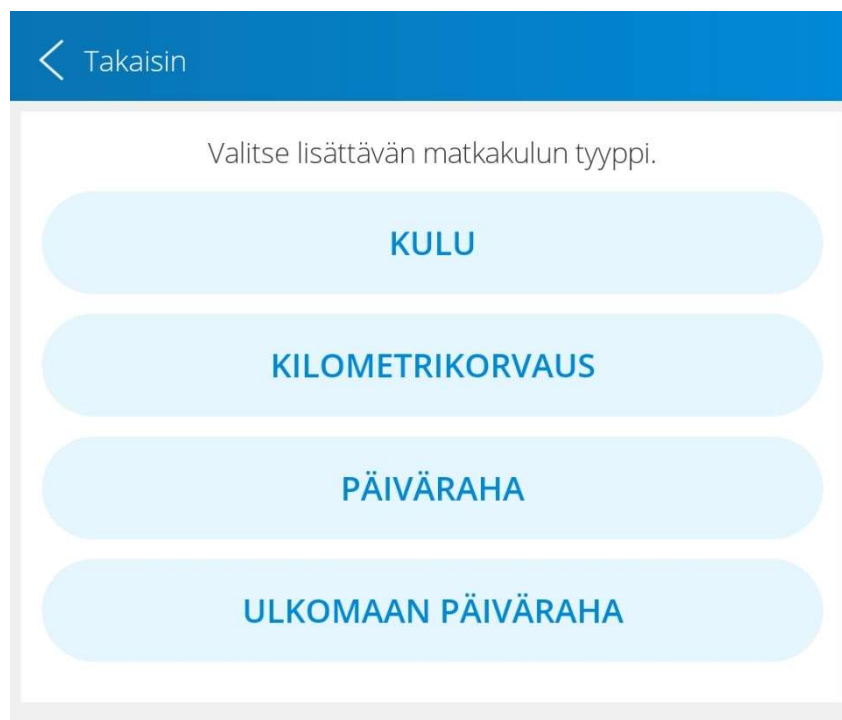 Takaisin
Valitse lisättävän matkakulun tyyppi.
KULU
KILOMETRIKORVAUS
PÄIVÄRAHA
ULKOMAAN PÄIVÄRAHA